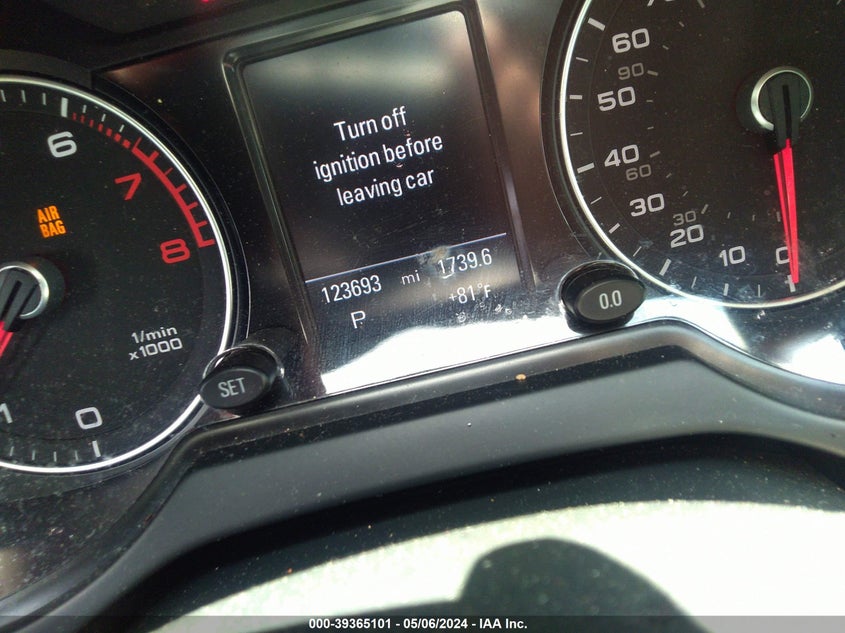 60
90
50
6
Turn off
ignition before
leaving car
40
60
7
AIR
BAG
30
30
8
20
10
0
123693 mi 1739.6
P +81°F
0.0
1/min
x1000
SET
1
0
000-39365101 - 05/06/2024 - IAA Inc.